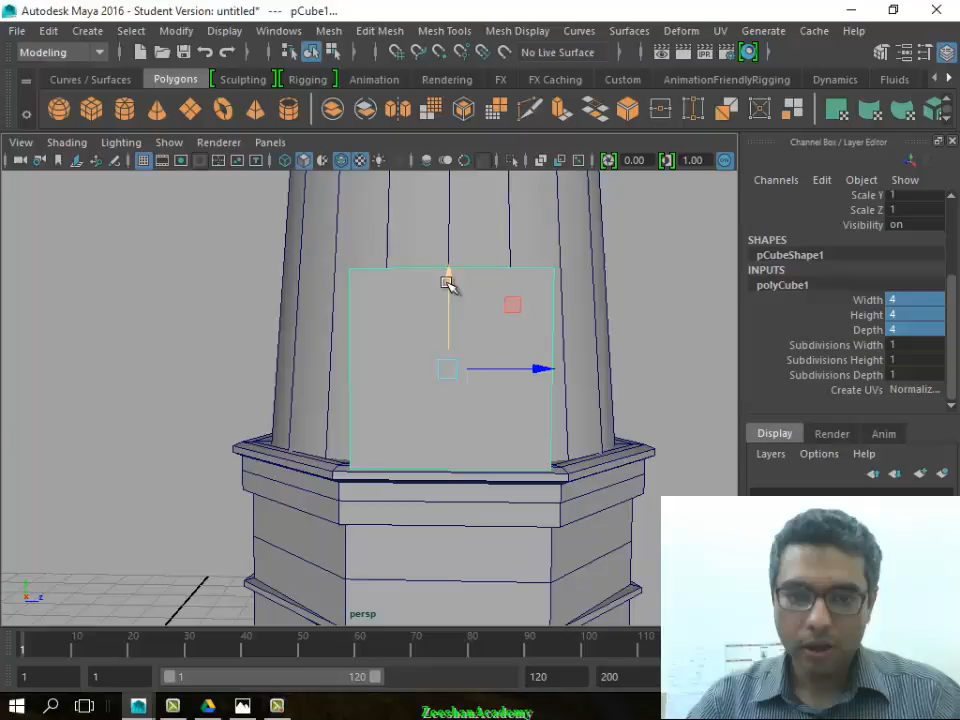 Autodesk Maya 2016 - Student Version: untitled*   ---   pCube1...
File Edit Create Select Modify Display Windows Mesh Edit Mesh Mesh Tools Mesh Display Curves Surfaces Deform UV Generate Cache Help
Modeling No Live Surface
Curves / Surfaces Polygons Sculpting Rigging Animation Rendering FX FX Caching Custom AnimationFriendlyRigging Dynamics Fluids
View Shading Lighting Show Renderer Panels
Channel Box / Layer Editor
0.00 1.00
Channels Edit Object Show
Scale Y 1
Scale Z 1
Visibility on
SHAPES
pCubeShape1
INPUTS
polyCube1
Width 4
Height 4
Depth 4
Subdivisions Width 1
Subdivisions Height 1
Subdivisions Depth 1
Create UVs Normaliz...
Display Render Anim
Layers Options Help
z
persp
1 10 20 30 40 50 60 70 80 90 100 110
1 1 1 120 120 200
ZeeshanAcademy